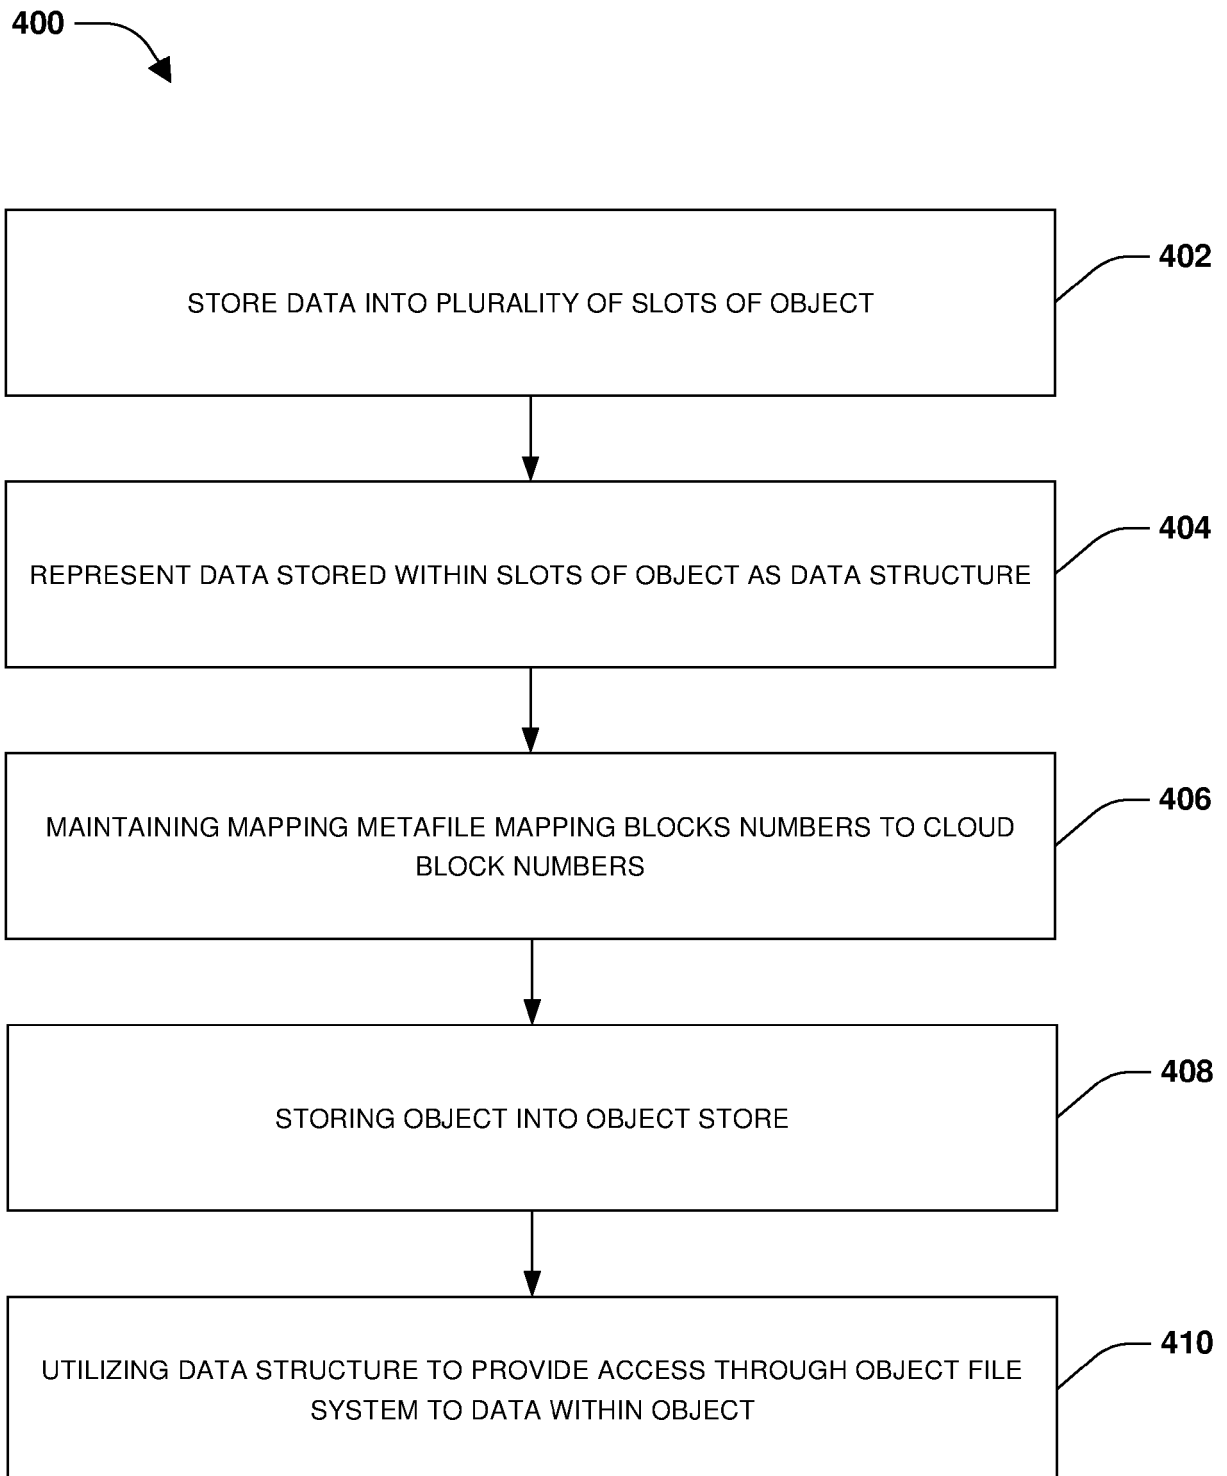 400
402
STORE DATA INTO PLURALITY OF SLOTS OF OBJECT
404
REPRESENT DATA STORED WITHIN SLOTS OF OBJECT AS DATA STRUCTURE
406
MAINTAINING MAPPING METAFILE MAPPING BLOCKS NUMBERS TO CLOUD
BLOCK NUMBERS
408
STORING OBJECT INTO OBJECT STORE
410
UTILIZING DATA STRUCTURE TO PROVIDE ACCESS THROUGH OBJECT FILE
SYSTEM TO DATA WITHIN OBJECT